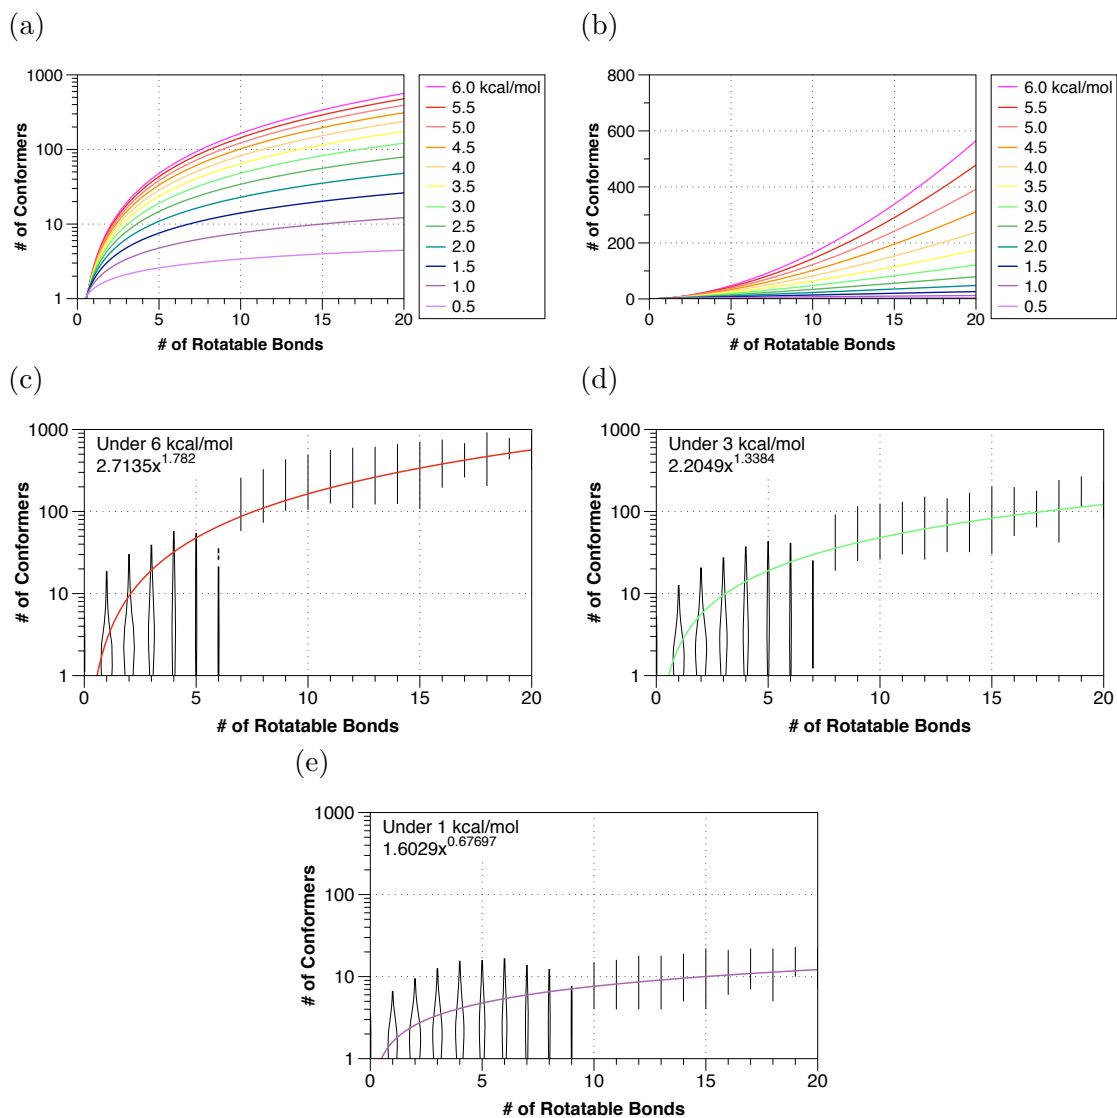 (a)
# of Conformers
1000
100
10
1
0
5
10
15
20
# of Rotatable Bonds
6.0 kcal/mol
5.5
5.0
4.5
4.0
3.5
3.0
2.5
2.0
1.5
1.0
0.5
(b)
# of Conformers
800
600
400
200
0
0
5
10
15
20
# of Rotatable Bonds
6.0 kcal/mol
5.5
5.0
4.5
4.0
3.5
3.0
2.5
2.0
1.5
1.0
0.5
(c)
# of Conformers
1000
100
10
1
Under 6 kcal/mol
2.7135x^1.782
0
5
10
15
20
# of Rotatable Bonds
(d)
# of Conformers
1000
100
10
1
Under 3 kcal/mol
2.2049x^1.3384
0
5
10
15
20
# of Rotatable Bonds
(e)
# of Conformers
1000
100
10
1
Under 1 kcal/mol
1.6029x^0.67697
0
5
10
15
20
# of Rotatable Bonds